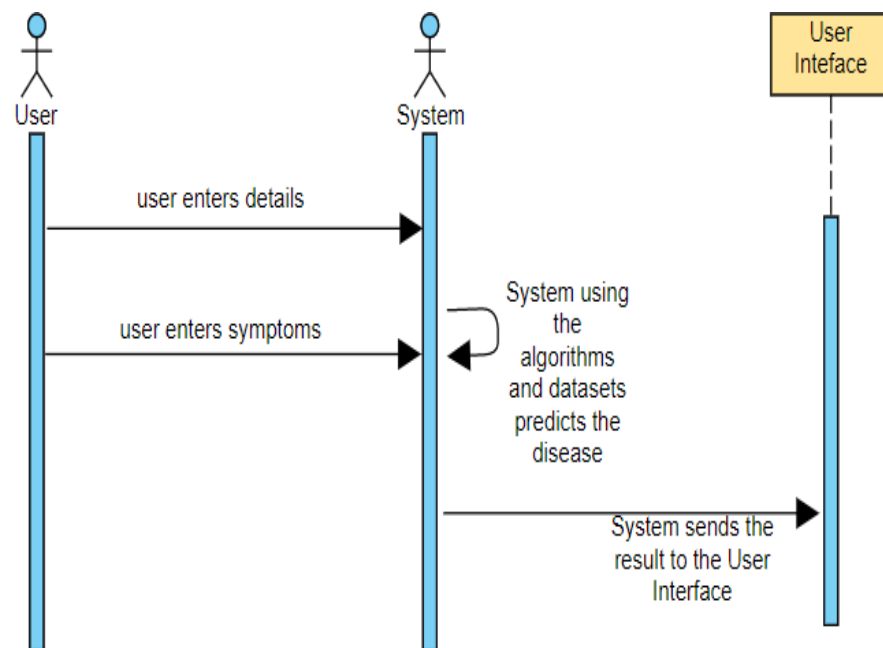 User
Inteface
User
System
user enters details
System using
the
algorithms
and datasets
predicts the
disease
user enters symptoms
System sends the
result to the User
Interface